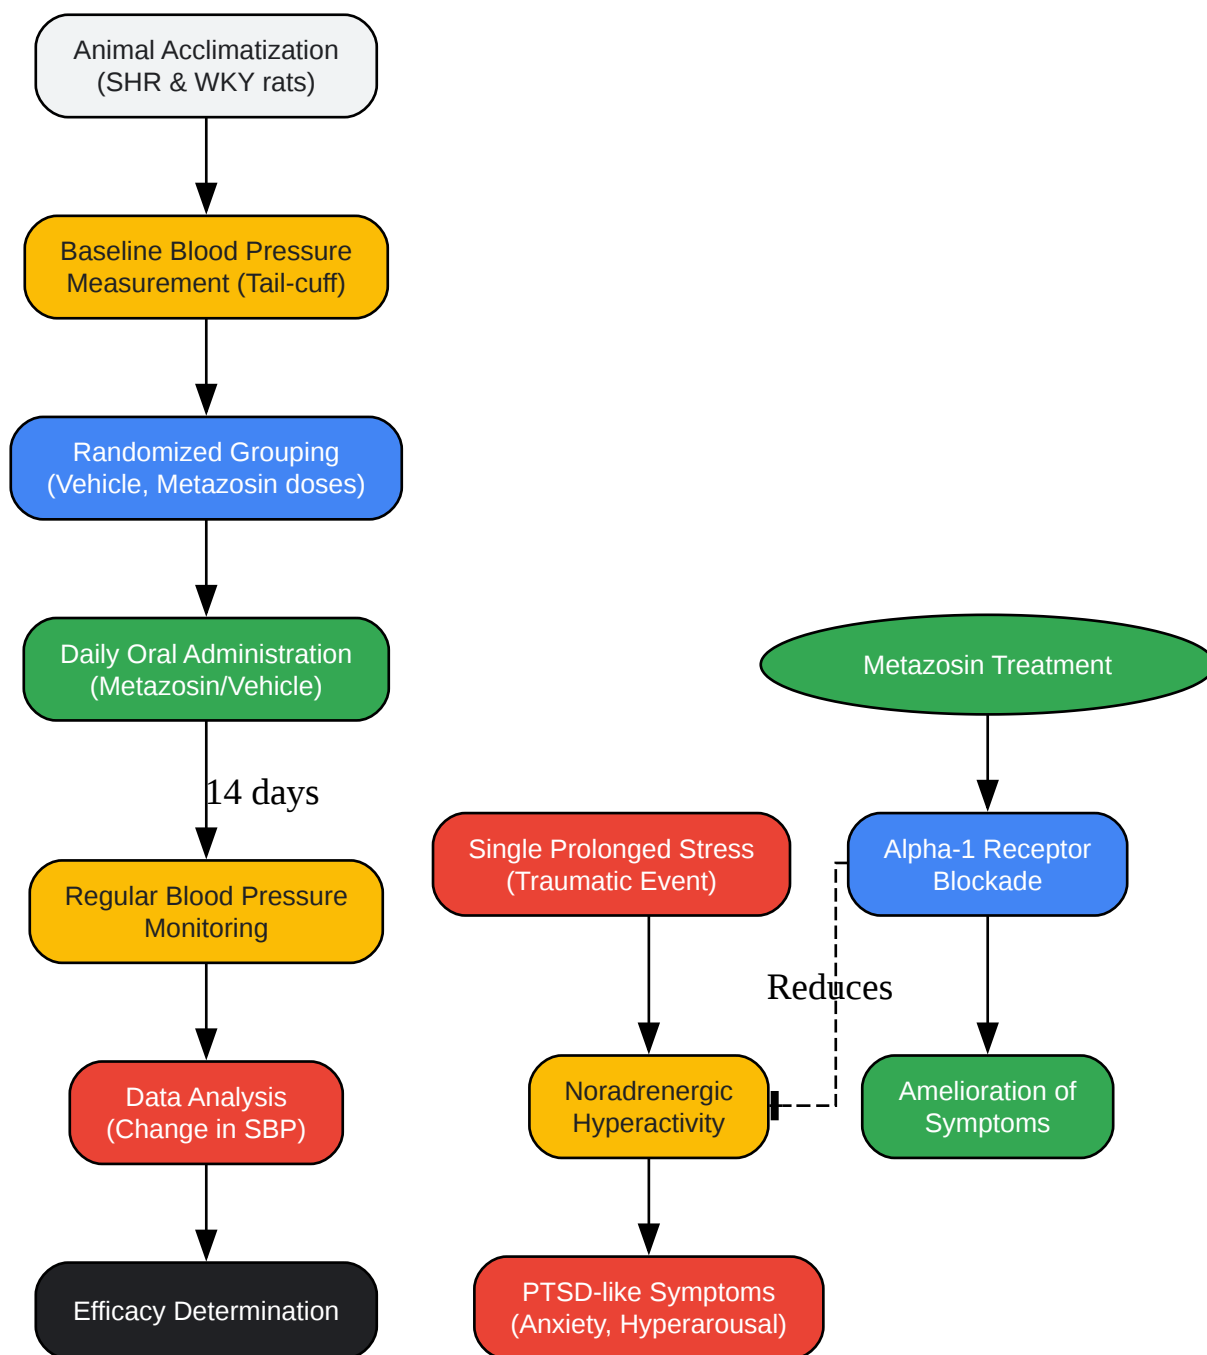 Animal Acclimatization
(SHR & WKY rats)
Baseline Blood Pressure
Measurement (Tail-cuff)
Randomized Grouping
(Vehicle, Metazosin doses)
Daily Oral Administration
(Metazosin/Vehicle)
14 days
Regular Blood Pressure
Monitoring
Data Analysis
(Change in SBP)
Efficacy Determination
Single Prolonged Stress
(Traumatic Event)
Noradrenergic
Hyperactivity
PTSD-like Symptoms
(Anxiety, Hyperarousal)
Metazosin Treatment
Alpha-1 Receptor
Blockade
Reduces
Amelioration of
Symptoms